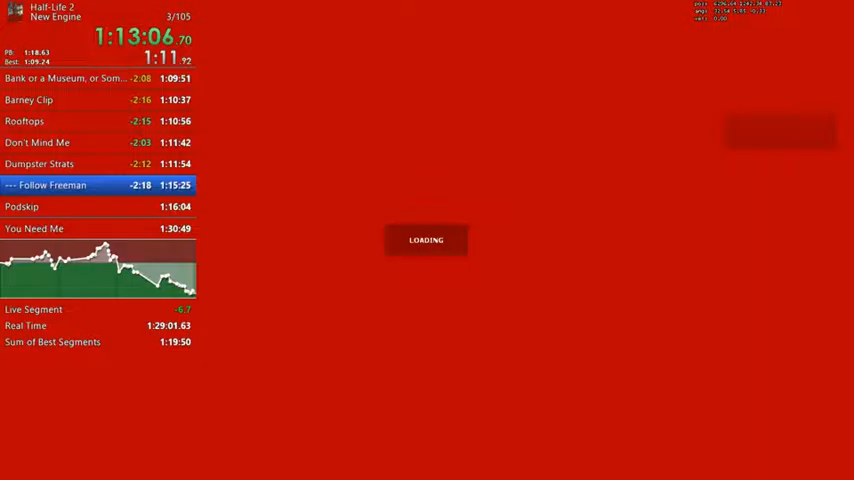 Half-Life 2
New Engine 3/105
1:13:06.70
PB: 1:18.63
Best: 1:09.24 1:11.92
Bank or a Museum, or Som... -2:08 1:09:51
Barney Clip -2:16 1:10:37
Rooftops -2:15 1:10:56
Don't Mind Me -2:03 1:11:42
Dumpster Strats -2:12 1:11:54
--- Follow Freeman -2:18 1:15:25
Podskip 1:16:04
You Need Me 1:30:49
Live Segment -6.7
Real Time 1:29:01.63
Sum of Best Segments 1:19:50
LOADING
vel: 0.00